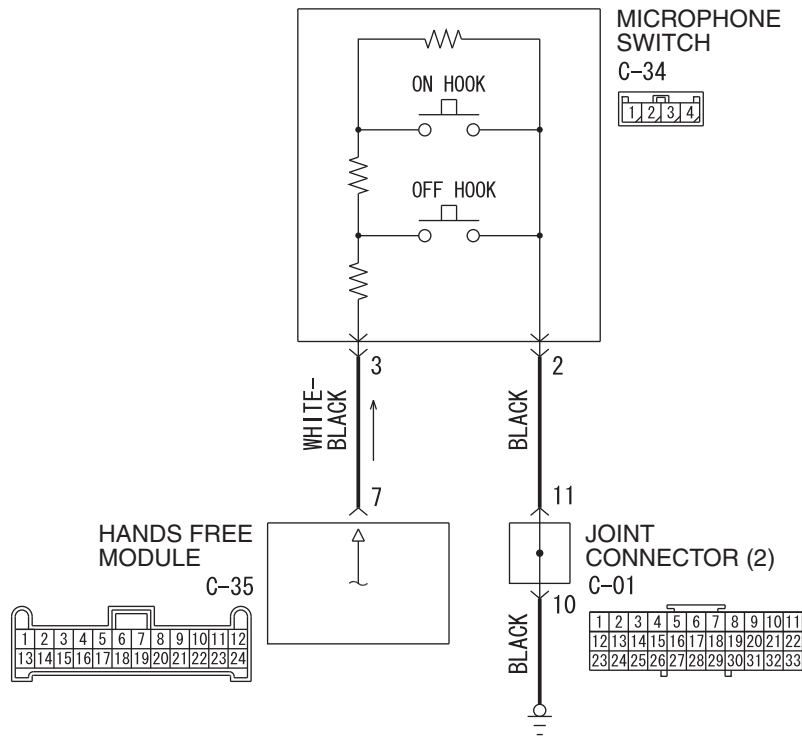 MICROPHONE
SWITCH
C-34
1 2 3 4
ON HOOK
OFF HOOK
3
2
WHITE-
BLACK
BLACK
7
11
HANDS FREE
MODULE
C-35
JOINT
CONNECTOR (2)
C-01
10
1 2 3 4 5 6 7 8 9 10 11 12
13 14 15 16 17 18 19 20 21 22 23 24
1 2 3 4 5 6 7 8 9 10 11
12 13 14 15 16 17 18 19 20 21 22
23 24 25 26 27 28 29 30 31 32 33
BLACK